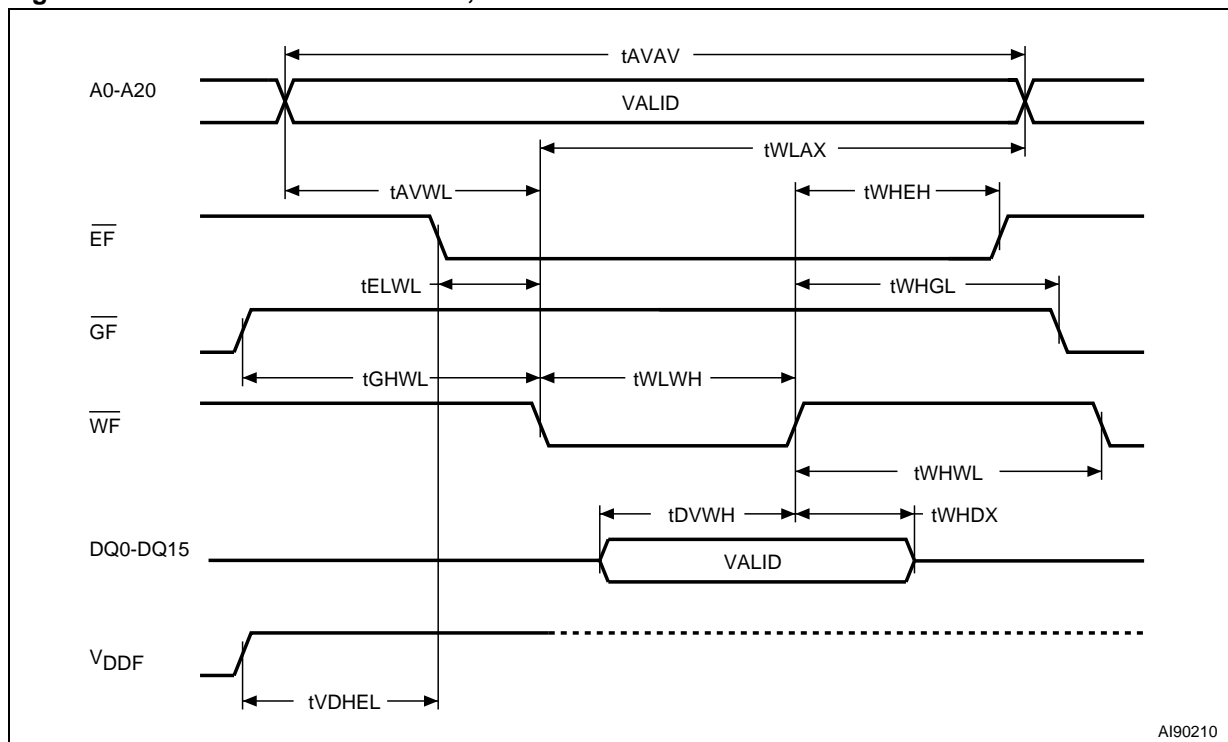 tAVAV
A0-A20
VALID
tWLAX
tAVWL
tWHEH
EF
tELWL
tWHGL
GF
tGHWL
tWLWH
WF
tWHWL
tDVWH
tWHDX
DQ0-DQ15
VALID
VDDF
tVDHEL
AI90210